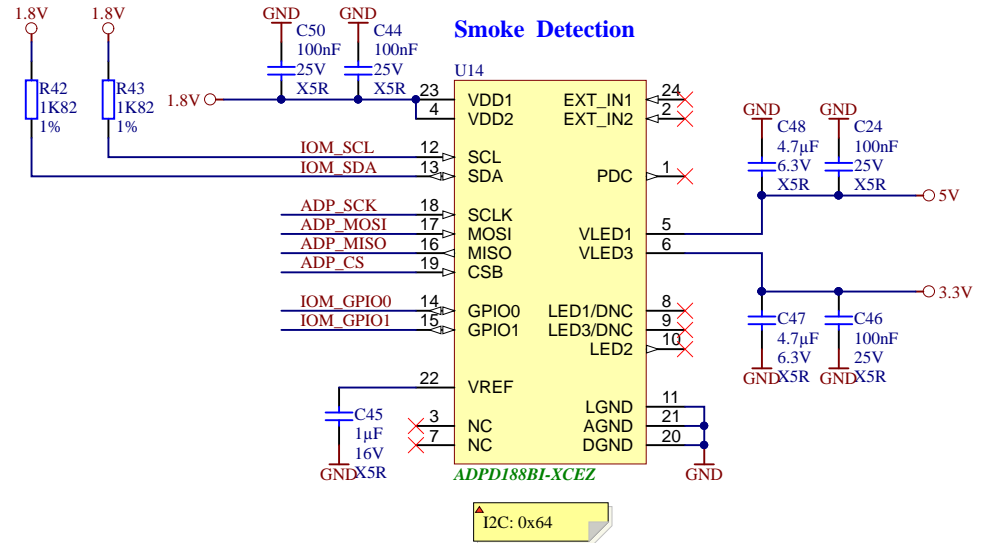 Smoke Detection
1.8V
1.8V
R42
1K82
1%
R43
1K82
1%
GND
C50
100nF
25V
X5R
GND
C44
100nF
25V
X5R
1.8V
U14
23
VDD1
4
VDD2
IOM_SCL
12
SCL
IOM_SDA
13
SDA
ADP_SCK
18
SCLK
ADP_MOSI
17
MOSI
ADP_MISO
16
MISO
ADP_CS
19
CSB
IOM_GPIO0
14
GPIO0
IOM_GPIO1
15
GPIO1
22
VREF
3
NC
7
NC
C45
1µF
16V
X5R
GND
EXT_IN1
24
EXT_IN2
2
PDC
1
VLED1
5
VLED3
6
LED1/DNC
8
LED3/DNC
9
LED2
10
LGND
11
AGND
21
DGND
20
GND
GND
C48
4.7µF
6.3V
X5R
GND
C24
100nF
25V
X5R
5V
3.3V
C47
4.7µF
6.3V
X5R
GND
C46
100nF
25V
X5R
GND
ADPD188BI-XCEZ
I2C: 0x64